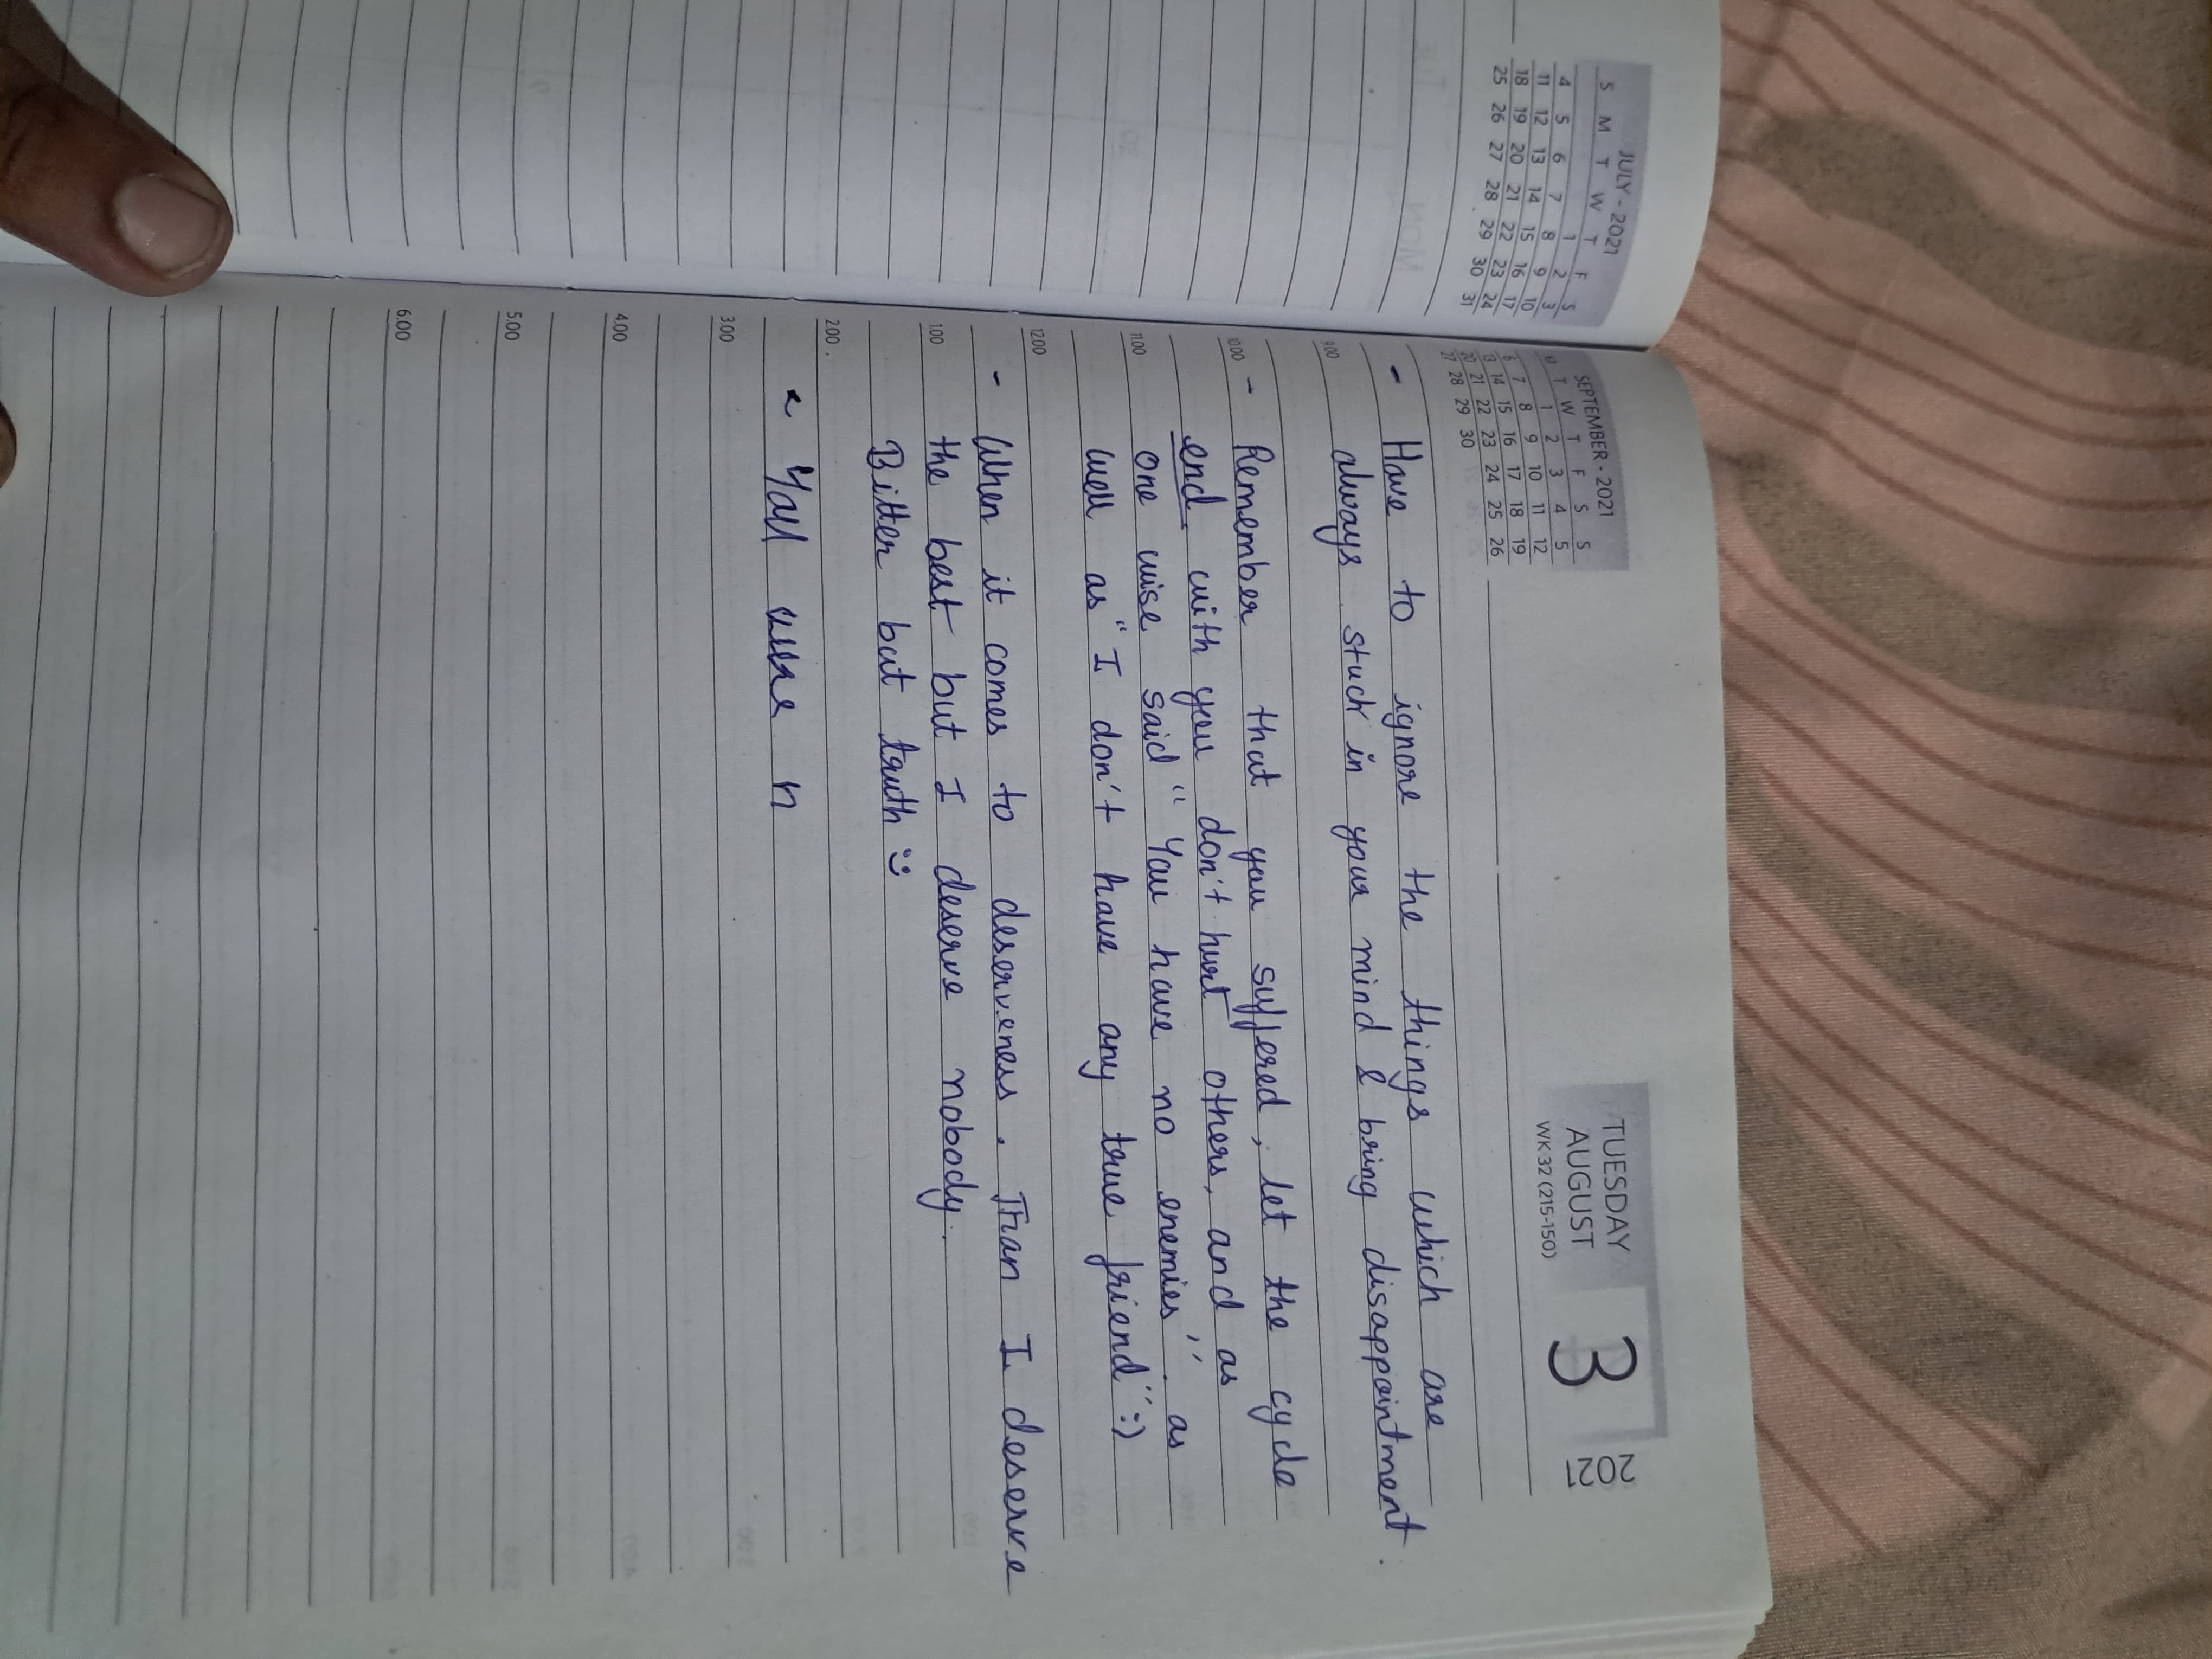 JULY - 2021
S M T W T F S
1 2 3
4 5 6 7 8 9 10
11 12 13 14 15 16 17
18 19 20 21 22 23 24
25 26 27 28 29 30 31
SEPTEMBER - 2021
M T W T F S S
1 2 3 4 5
6 7 8 9 10 11 12
13 14 15 16 17 18 19
20 21 22 23 24 25 26
27 28 29 30
TUESDAY
AUGUST
WK 32 (215-150)
3
2021
- Have to ignore the things which are
9.00
always stuck in your mind & bring disappointment.
10.00
- Remember that you suffered, let the cycle
end with you don't hurt others, and as
11.00
one wise said "You have no enemies" as
well as "I don't have any true friend" :)
12.00
- When it comes to deserveness. Than I deserve
1.00
the best but I deserve nobody.
Bitter but truth :)
2.00
- Yall n
3.00
4.00
5.00
6.00